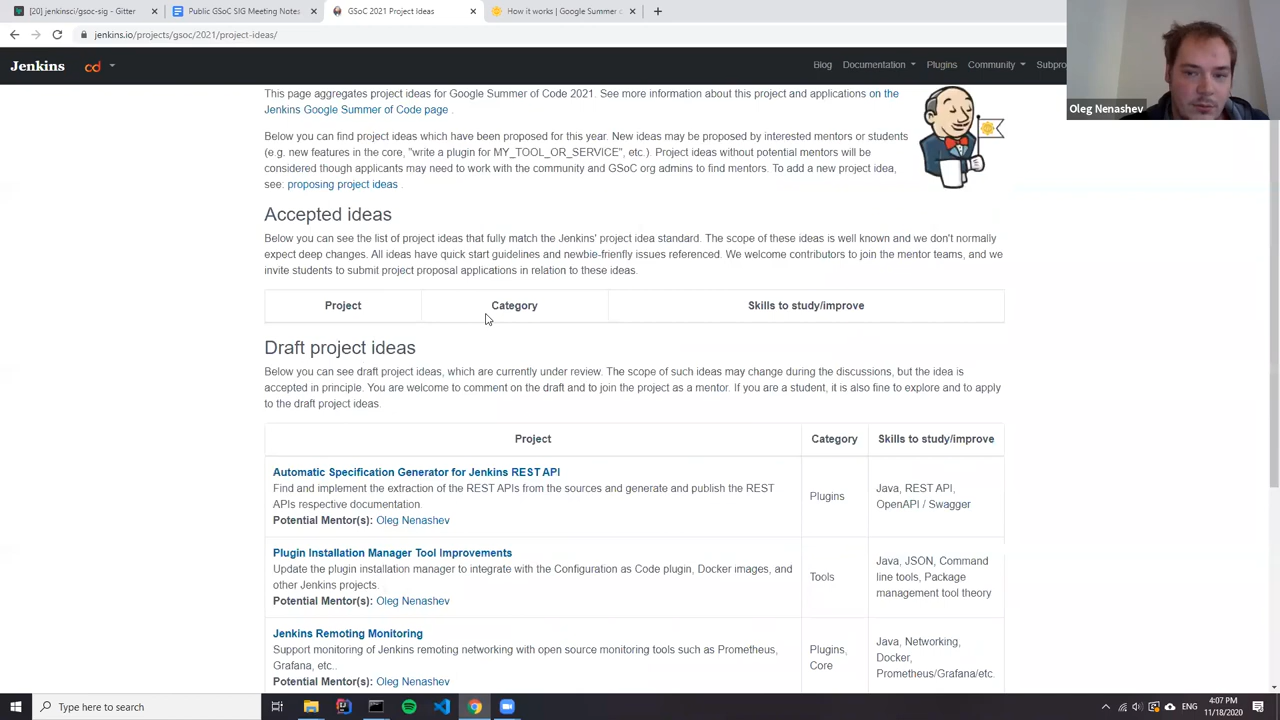 [20] jenkinsci/gsoc-sig - Gitter
Public GSoC SIG Meeting Notes
GSoC 2021 Project Ideas
How it works | Google Summer c
jenkins.io/projects/gsoc/2021/project-ideas/
Jenkins
cd
Blog
Documentation
Plugins
Community
Subpro
Oleg Nenashev
This page aggregates project ideas for Google Summer of Code 2021. See more information about this project and applications on the
Jenkins Google Summer of Code page .
Below you can find project ideas which have been proposed for this year. New ideas may be proposed by interested mentors or students
(e.g. new features in the core, "write a plugin for MY_TOOL_OR_SERVICE", etc.). Project ideas without potential mentors will be
considered though applicants may need to work with the community and GSoC org admins to find mentors. To add a new project idea,
see: proposing project ideas .
Accepted ideas
Below you can see the list of project ideas that fully match the Jenkins' project idea standard. The scope of these ideas is well known and we don't normally
expect deep changes. All ideas have quick start guidelines and newbie-friendly issues referenced. We welcome contributors to join the mentor teams, and we
invite students to submit project proposal applications in relation to these ideas.
Project
Category
Skills to study/improve
Draft project ideas
Below you can see draft project ideas, which are currently under review. The scope of such ideas may change during the discussions, but the idea is
accepted in principle. You are welcome to comment on the draft and to join the project as a mentor. If you are a student, it is also fine to explore and to apply
to the draft project ideas.
Project
Category
Skills to study/improve
Automatic Specification Generator for Jenkins REST API
Find and implement the extraction of the REST APIs from the sources and generate and publish the REST
APIs respective documentation.
Potential Mentor(s): Oleg Nenashev
Plugins
Java, REST API,
OpenAPI / Swagger
Plugin Installation Manager Tool Improvements
Update the plugin installation manager to integrate with the Configuration as Code plugin, Docker images, and
other Jenkins projects.
Potential Mentor(s): Oleg Nenashev
Tools
Java, JSON, Command
line tools, Package
management tool theory
Jenkins Remoting Monitoring
Support monitoring of Jenkins remoting networking with open source monitoring tools such as Prometheus,
Grafana, etc..
Potential Mentor(s): Oleg Nenashev
Plugins,
Core
Java, Networking,
Docker,
Prometheus/Grafana/etc.
Type here to search
4:07 PM
11/18/2020